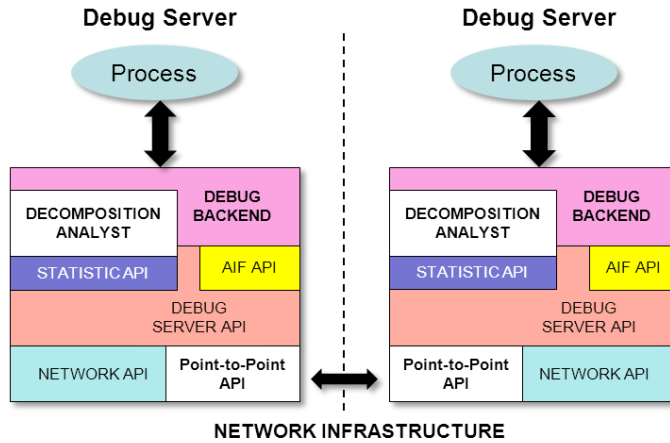 Debug Server
Process
DEBUG
BACKEND
DECOMPOSITION
ANALYST
STATISTIC API
AIF API
DEBUG
SERVER API
NETWORK API
Point-to-Point
API
Debug Server
Process
DEBUG
BACKEND
DECOMPOSITION
ANALYST
STATISTIC API
AIF API
DEBUG
SERVER API
Point-to-Point
API
NETWORK API
NETWORK INFRASTRUCTURE